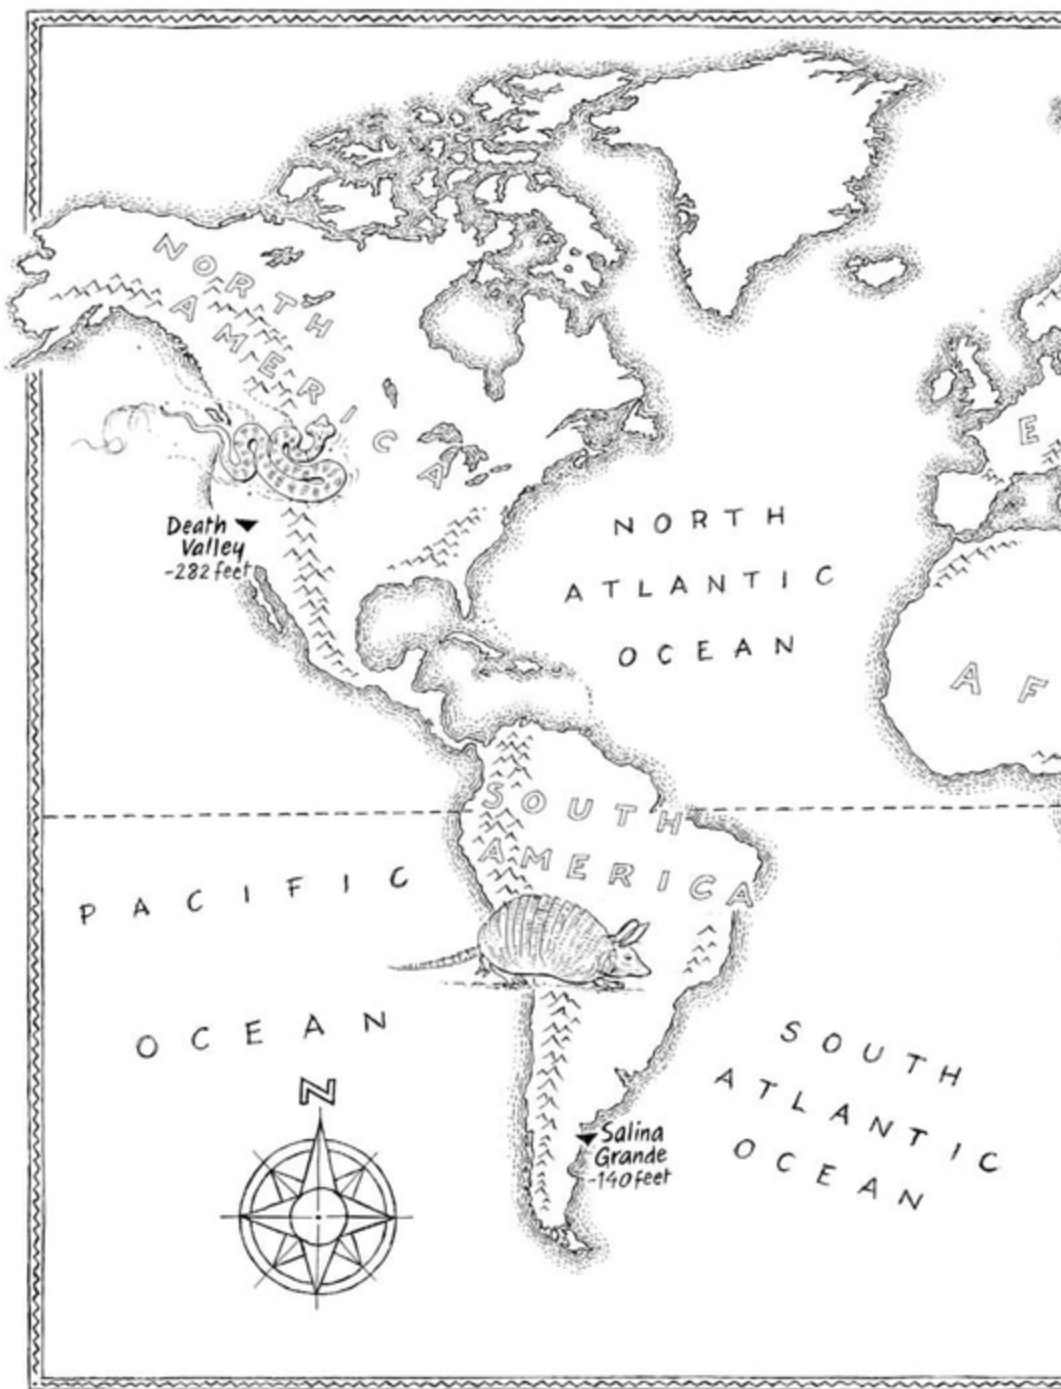 NORTH
AMERICA
Death
Valley
-282 feet
NORTH
ATLANTIC
OCEAN
E
AF
SOUTH
AMERICA
PACIFIC
OCEAN
N
SOUTH
ATLANTIC
OCEAN
Salina
Grande
-140 feet